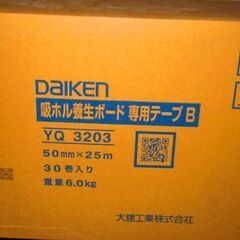 DAIKEN
吸ホル養生ボード 専用テープB
YQ 3203
50mm×25m
30巻入り
重量6.0kg
大建工業株式会社